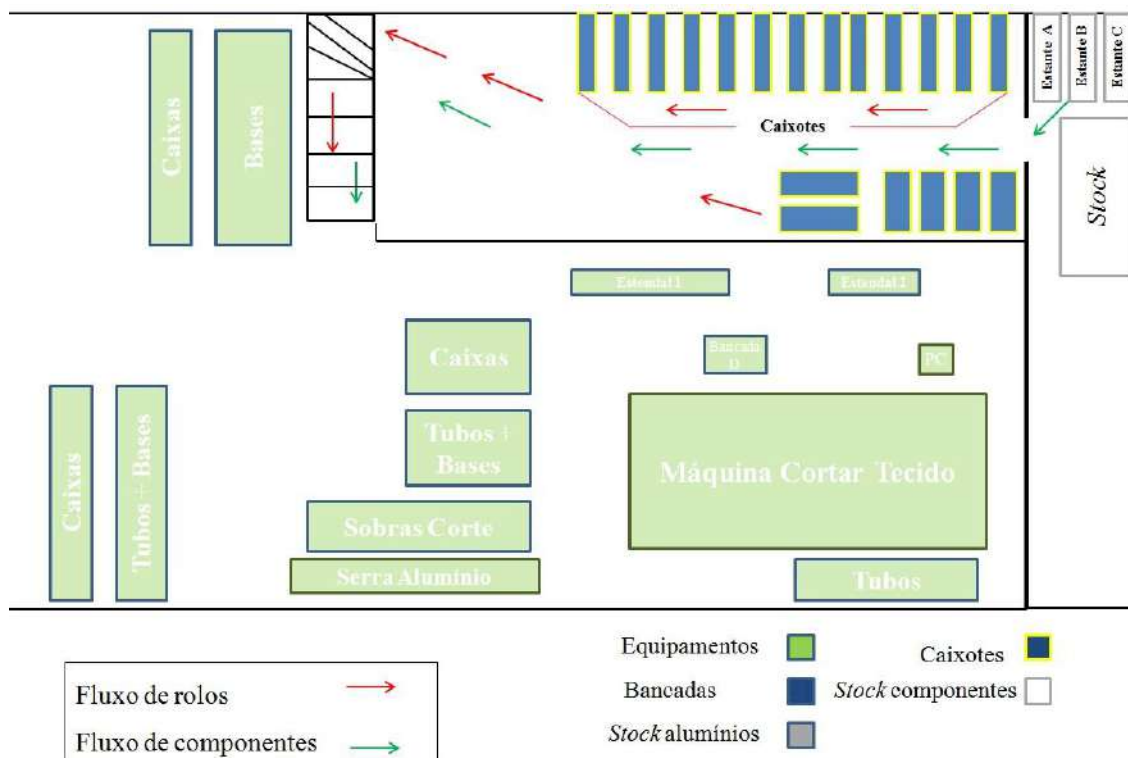 Estante A
Estante B
Estante C
Caixas
Bases
Caixotes
Stock
Estendal 1
Estendal 2
Caixas
Bancada
D
PC
Caixas
Tubos + Bases
Tubos +
Bases
Máquina Cortar Tecido
Sobras Corte
Serra Alumínio
Tubos
Equipamentos
Caixotes
Bancadas
Stock componentes
Stock alumínios
Fluxo de rolos
Fluxo de componentes